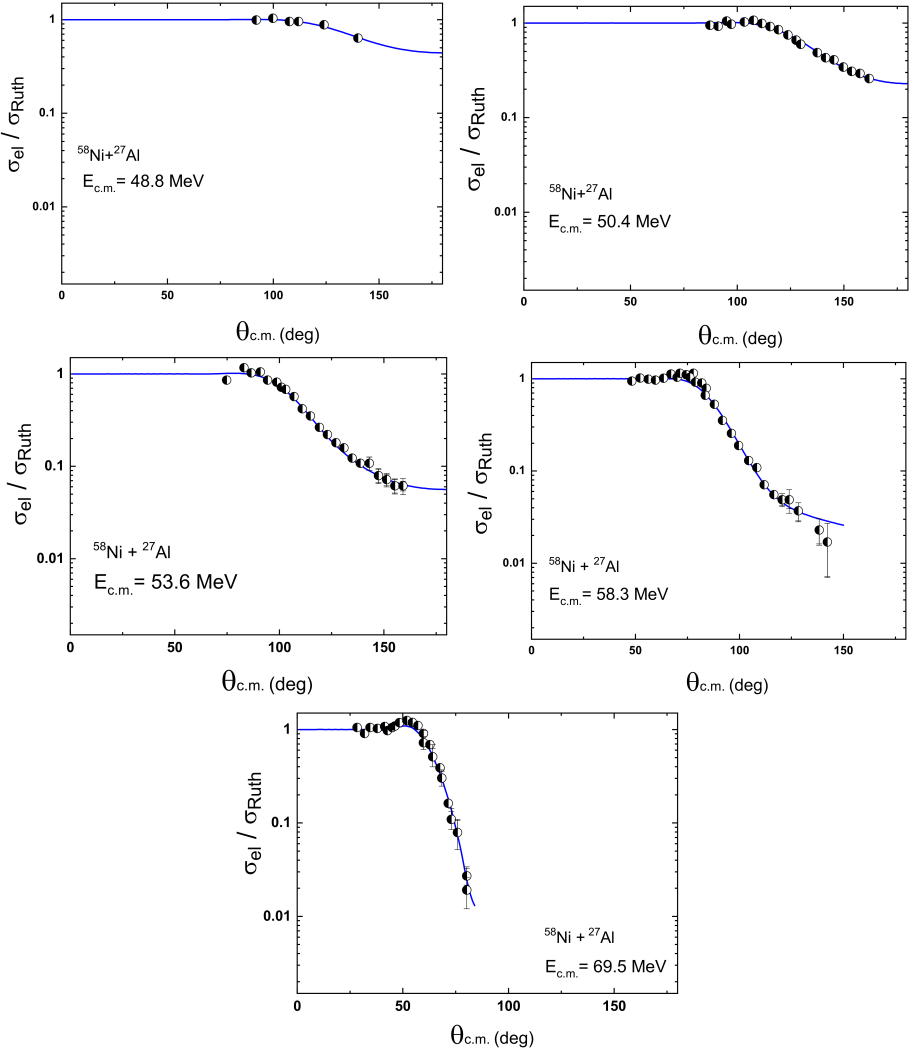 1
0.1
0.01
σel / σRuth
58Ni+27Al
Ec.m.= 48.8 MeV
0 50 100 150
θc.m. (deg)
1
0.1
0.01
σel / σRuth
58Ni+27Al
Ec.m.= 50.4 MeV
0 50 100 150
θc.m. (deg)
1
0.1
0.01
σel / σRuth
58Ni + 27Al
Ec.m.= 53.6 MeV
0 50 100 150
θc.m. (deg)
1
0.1
0.01
σel / σRuth
58Ni + 27Al
Ec.m.= 58.3 MeV
0 50 100 150
θc.m. (deg)
1
0.1
0.01
σel / σRuth
58Ni + 27Al
Ec.m.= 69.5 MeV
0 50 100 150
θc.m. (deg)